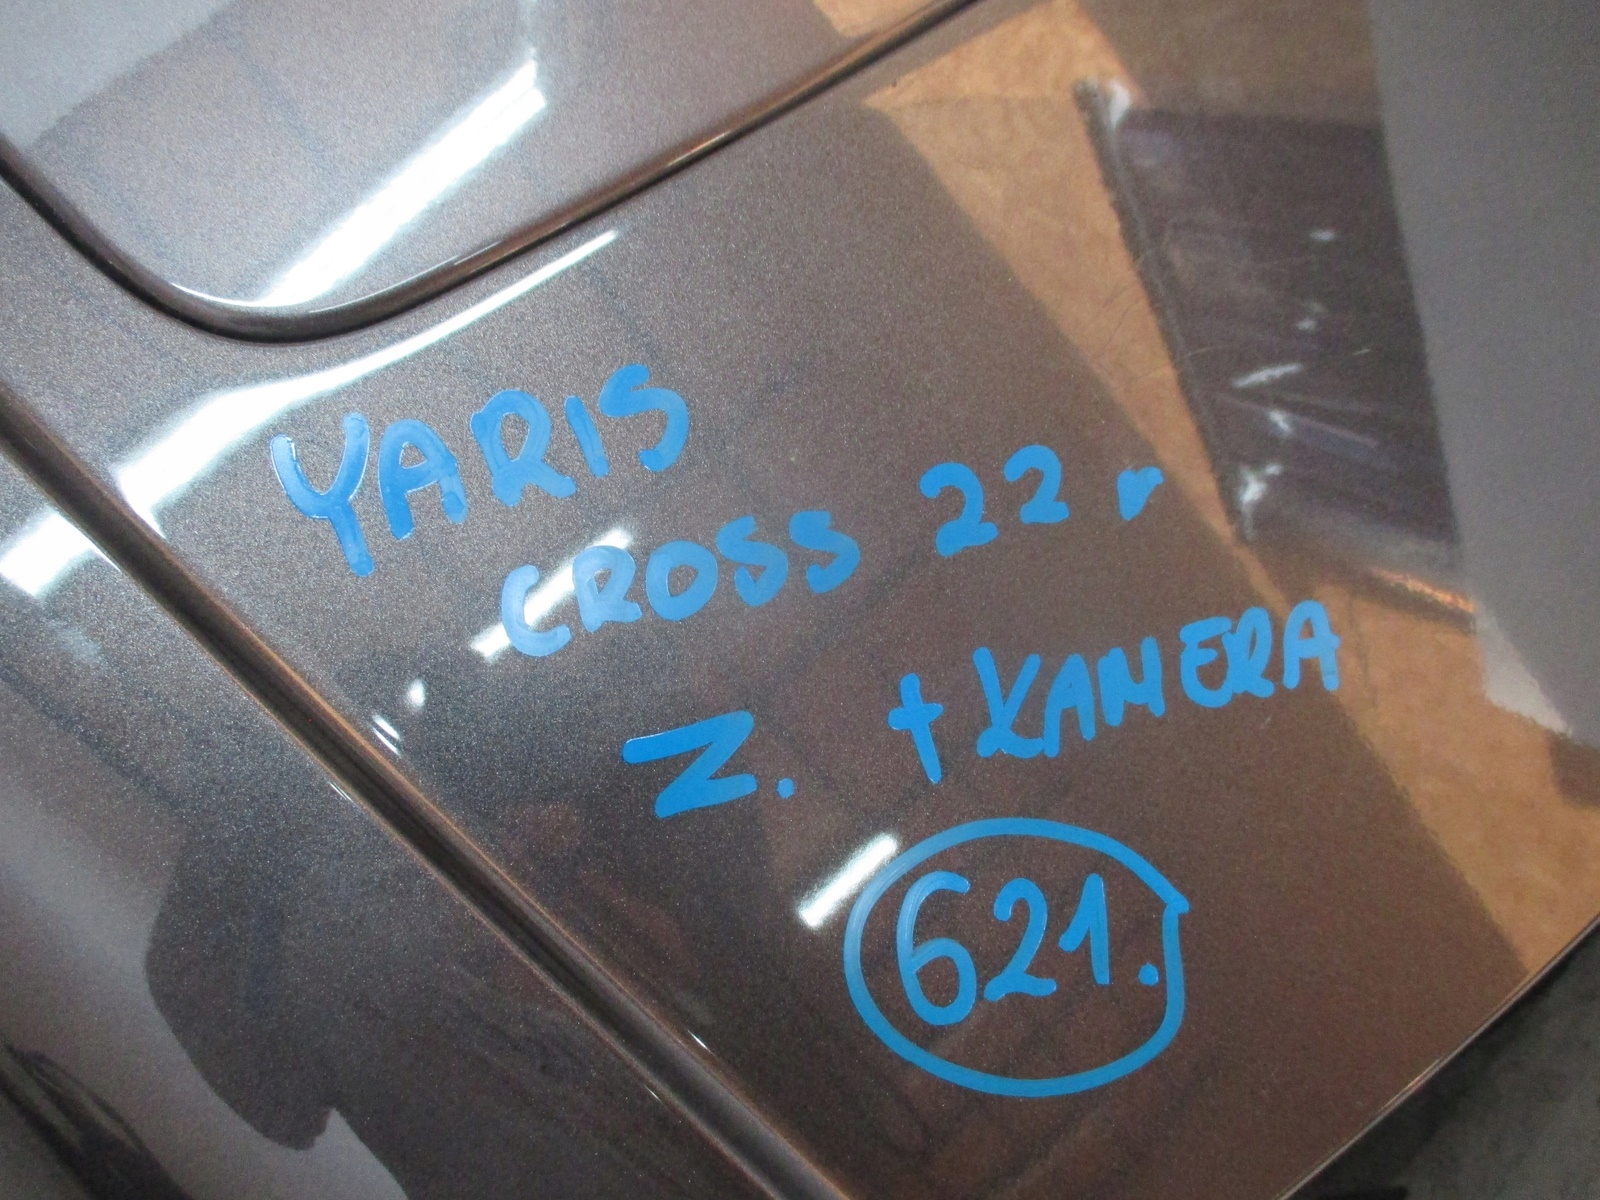 YARIS
CROSS 22 r
Z. + KAMERA
621.